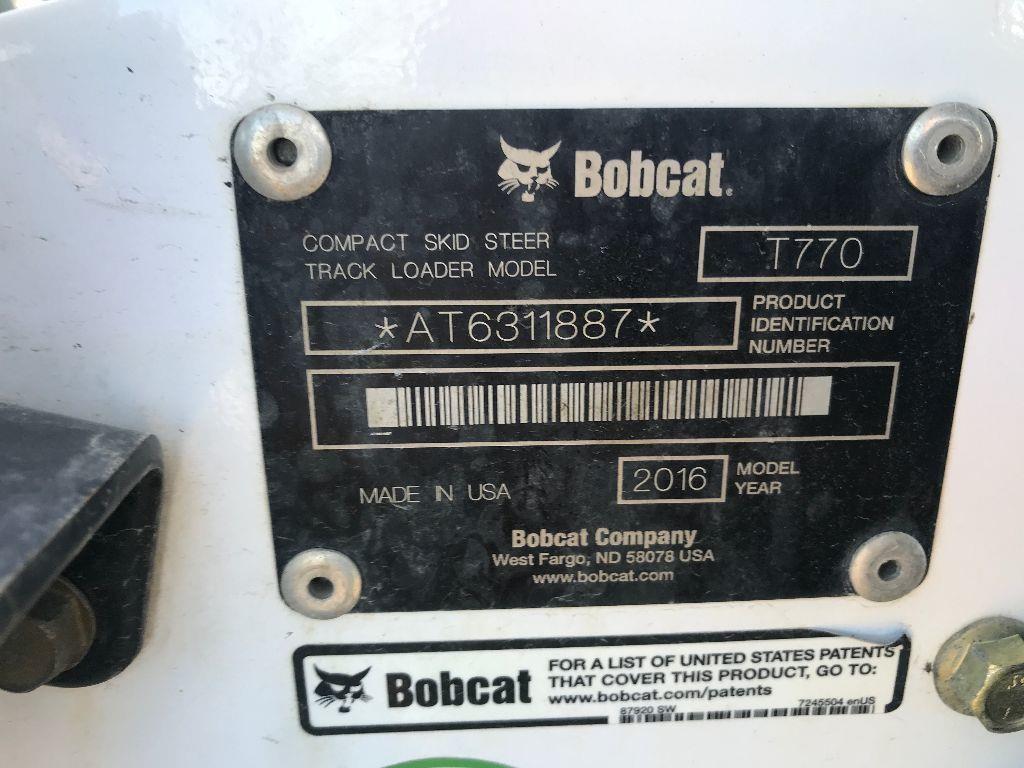 Bobcat.
COMPACT SKID STEER
TRACK LOADER MODEL
T770
*AT6311887*
PRODUCT
IDENTIFICATION
NUMBER
MADE IN USA
2016
MODEL
YEAR
Bobcat Company
West Fargo, ND 58078 USA
www.bobcat.com
Bobcat
FOR A LIST OF UNITED STATES PATENTS
THAT COVER THIS PRODUCT, GO TO:
www.bobcat.com/patents
87920 SW
7245504 enUS